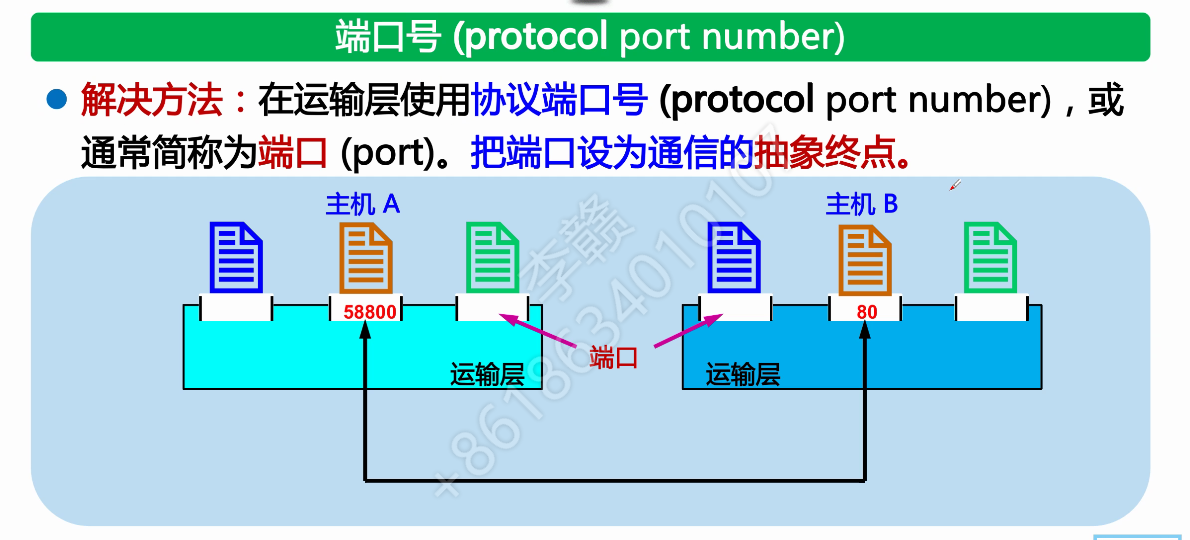 端口号 (protocol port number)
解决方法：在运输层使用协议端口号 (protocol port number)，或
通常简称为端口 (port)。把端口设为通信的抽象终点。
主机 A
主机 B
58800
80
端口
运输层
运输层
李赣